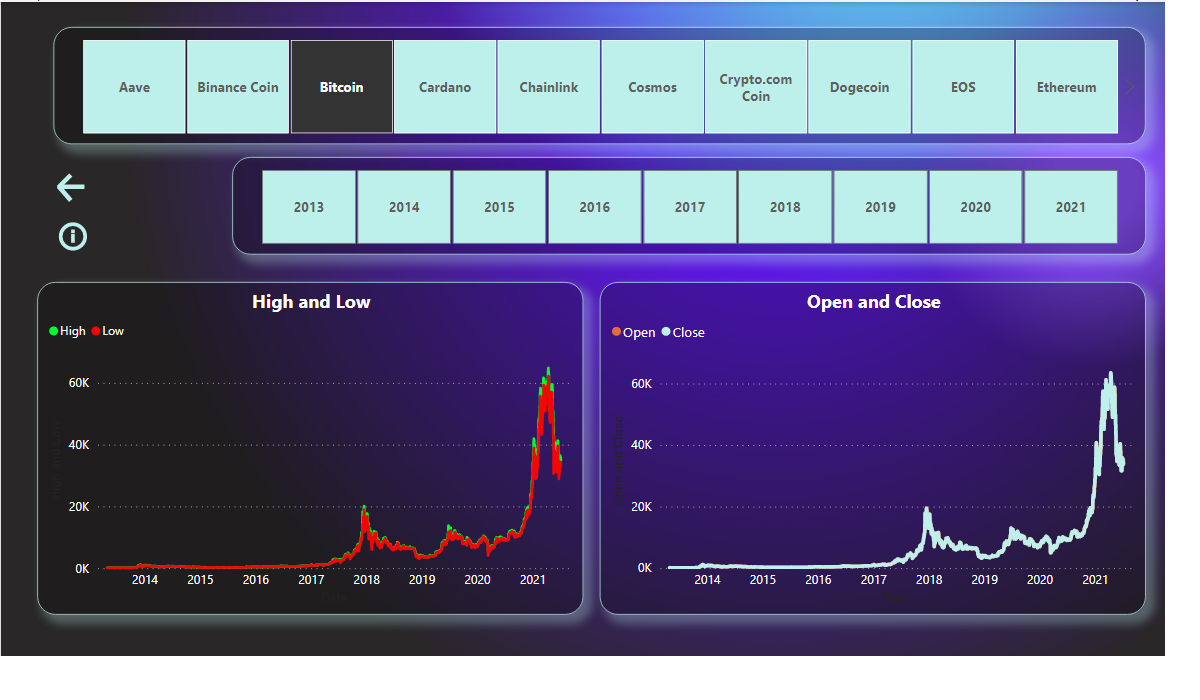 Aave
Binance Coin
Bitcoin
Cardano
Chainlink
Cosmos
Crypto.com
Coin
Dogecoin
EOS
Ethereum
2013
2014
2015
2016
2017
2018
2019
2020
2021
High and Low
High
Low
60K
40K
20K
0K
2014
2015
2016
2017
2018
2019
2020
2021
Open and Close
Open
Close
60K
40K
20K
0K
2014
2015
2016
2017
2018
2019
2020
2021